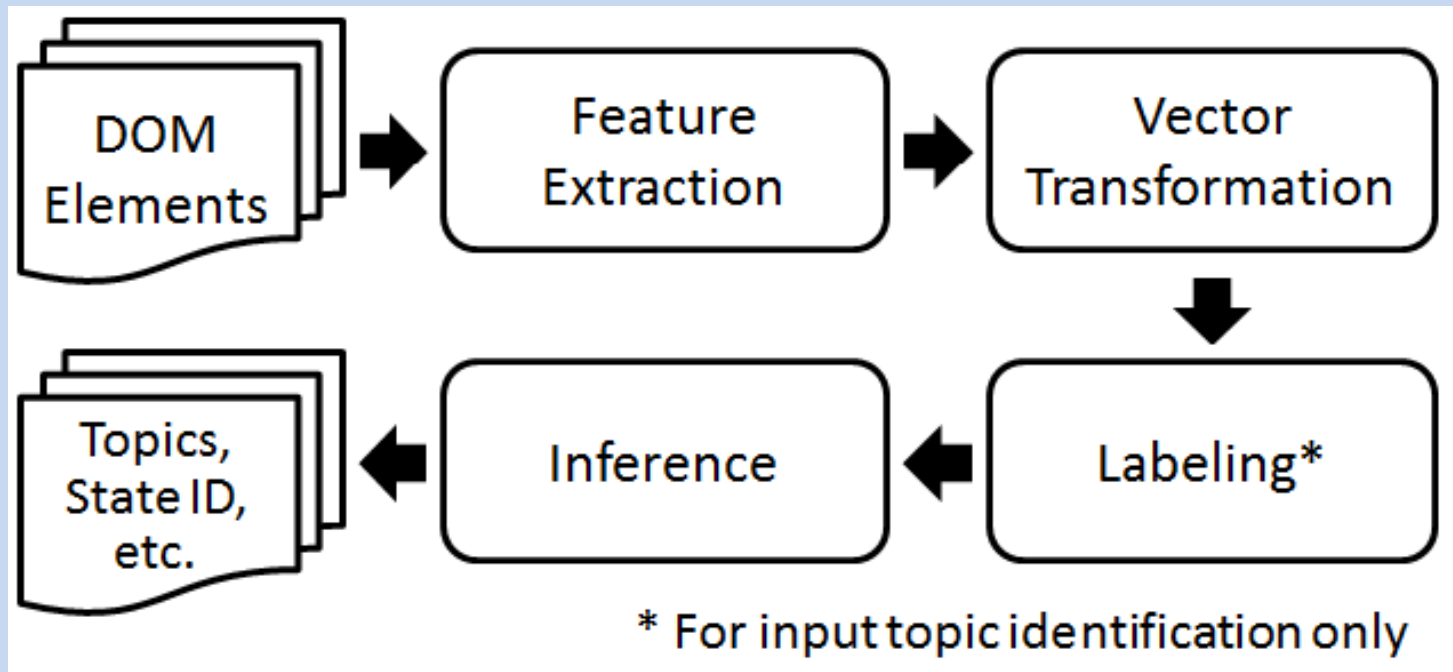 DOM
Elements
Feature
Extraction
Vector
Transformation
Topics,
State ID,
etc.
Inference
Labeling*
* For input topic identification only